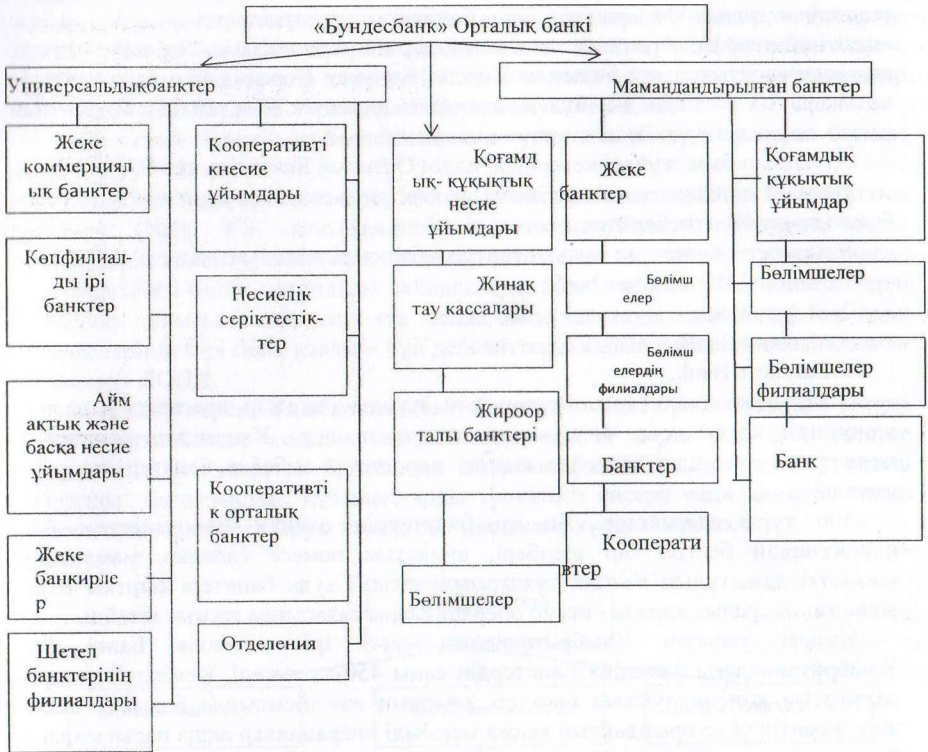 «Бундесбанк» Орталық банк
Универсальдықбанктер
Мамандандырылған банктер
Жеке
коммерциял
ық банктер
Кооперативті
кнесие
ұйымдары
Қоғамд
ық- құқықтық
несие
ұйымдары
Жеке
банктер
Қоғамдық
құқықтық
ұйымдар
Көпфилиал-
ды ірі
банктер
Несиелік
серіктестік-
тер
Жинақ
тау кассалары
Бөлімш
елер
Бөлімшелер
Бөлімш
елердің
филиалдары
Бөлімшелер
филиалдары
Айм
ақтық және
басқа несие
ұйымдары
Жироор
талы банктері
Кооперативті
к орталық
банктер
Банктер
Банк
Жеке
банкирле
р
Кооперати
втер
Бөлімшелер
Отделения
Шетел
банктерінің
филиалдары